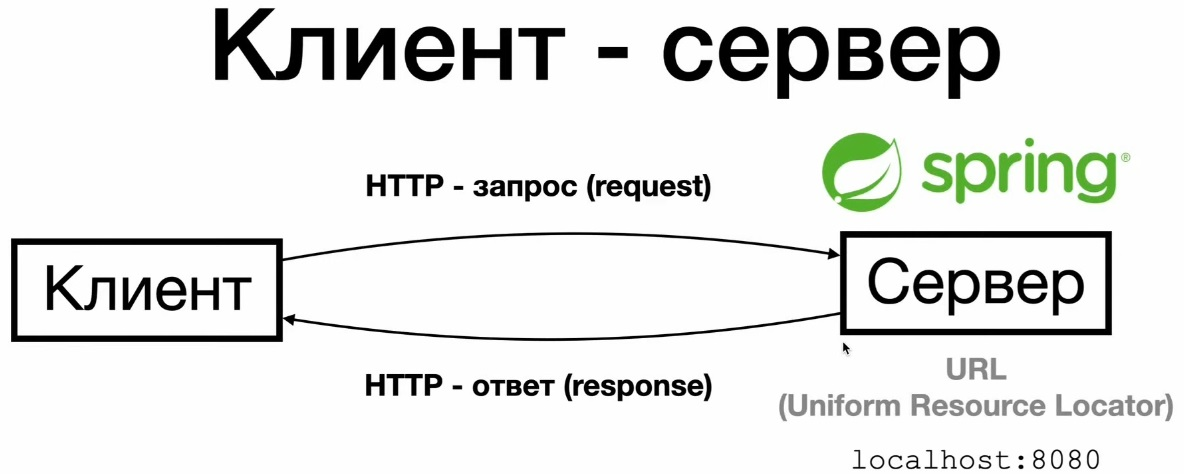 Клиент - сервер
spring®
HTTP - запрос (request)
Клиент
Сервер
HTTP - ответ (response)
URL
(Uniform Resource Locator)
localhost:8080